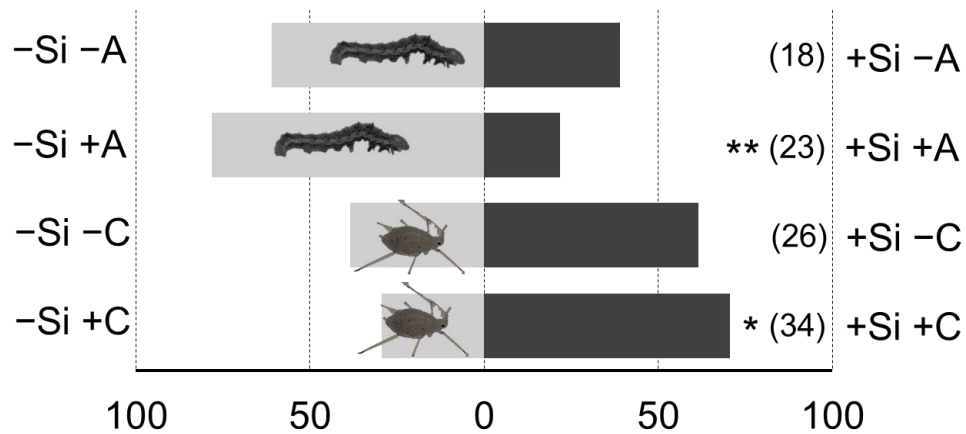 −Si −A (18) +Si −A
−Si +A ** (23) +Si +A
−Si −C (26) +Si −C
−Si +C * (34) +Si +C
100 50 0 50 100